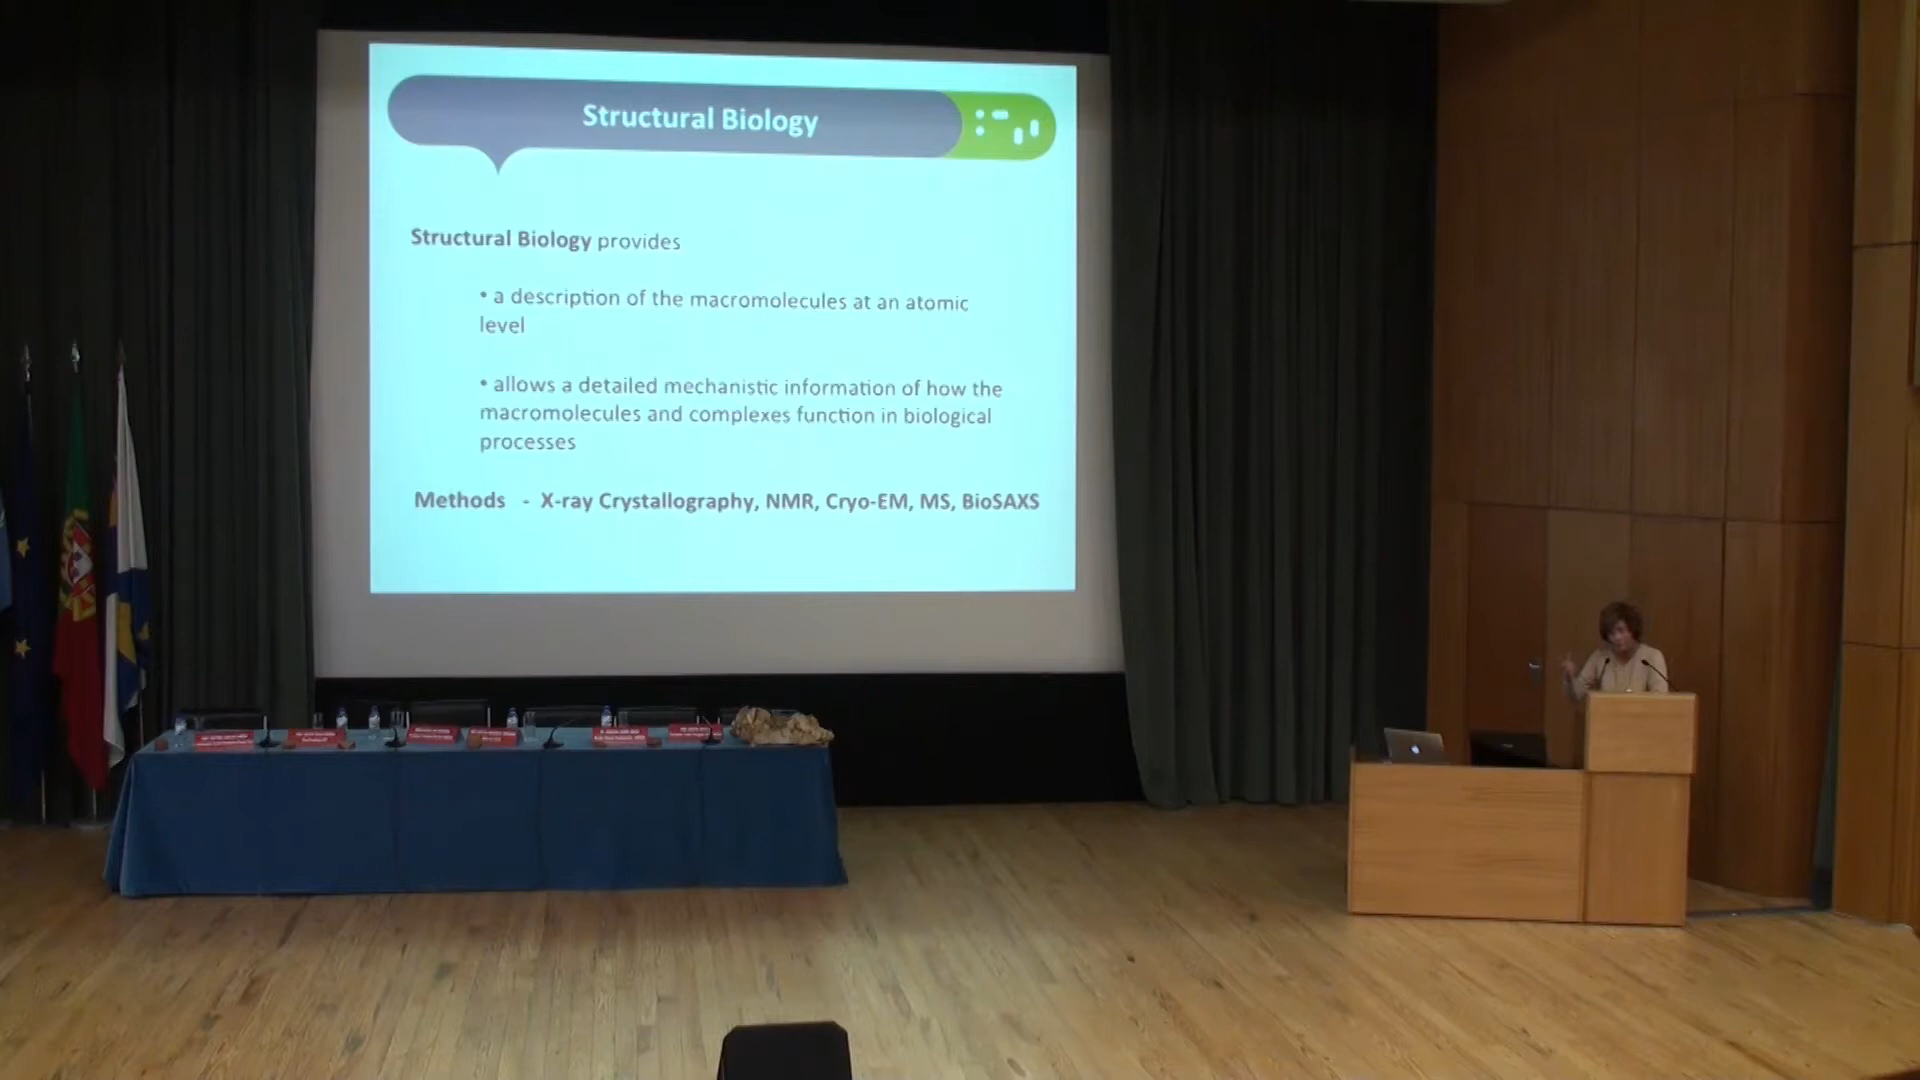 Structural Biology
Structural Biology provides
• a description of the macromolecules at an atomic
level
• allows a detailed mechanistic information of how the
macromolecules and complexes function in biological
processes
Methods - X-ray Crystallography, NMR, Cryo-EM, MS, BioSAXS